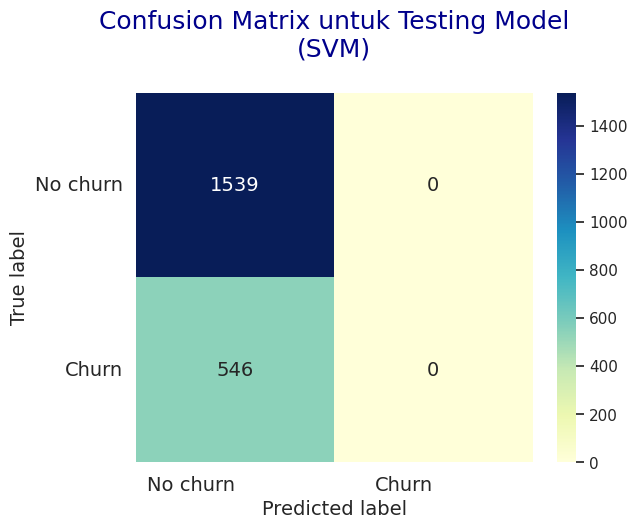 Confusion Matrix untuk Testing Model
(SVM)
True label
No churn
Churn
1539
0
546
0
No churn
Churn
Predicted label
1400
1200
1000
800
600
400
200
0